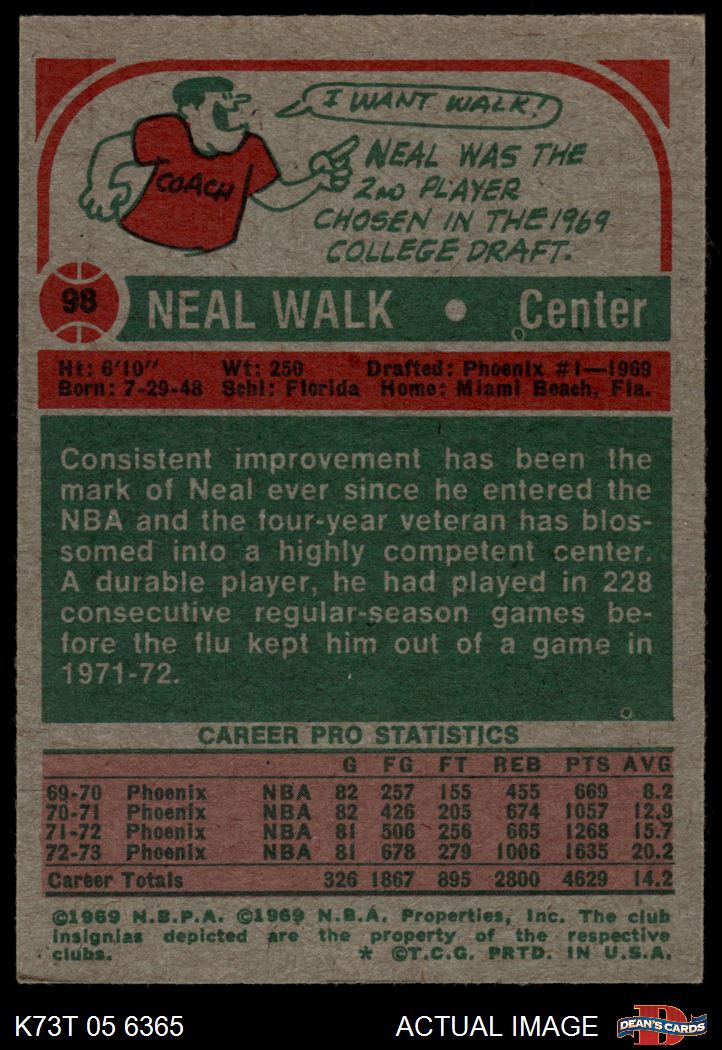 I WANT WALK!
COACH
NEAL WAS THE
2ND PLAYER
CHOSEN IN THE 1969
COLLEGE DRAFT.
98 NEAL WALK • Center
Ht: 6'10" Wt: 250 Drafted: Phoenix #1—1969
Born: 7-29-48 Schl: Florida Home: Miami Beach, Fla.
Consistent improvement has been the
mark of Neal ever since he entered the
NBA and the four-year veteran has blos-
somed into a highly competent center.
A durable player, he had played in 228
consecutive regular-season games be-
fore the flu kept him out of a game in
1971-72.
CAREER PRO STATISTICS
G FG FT REB PTS AVG
69-70 Phoenix NBA 82 257 155 455 669 8.2
70-71 Phoenix NBA 82 426 205 674 1057 12.9
71-72 Phoenix NBA 81 506 256 665 1268 15.7
72-73 Phoenix NBA 81 678 279 1006 1635 20.2
Career Totals 326 1867 895 2800 4629 14.2
©1969 N.B.P.A. ©1969 N.B.A. Properties, Inc. The club
insignias depicted are the property of the respective
clubs. * ©T.C.G. PRTD. IN U.S.A.
K73T 05 6365 ACTUAL IMAGE D DEAN'S CARDS